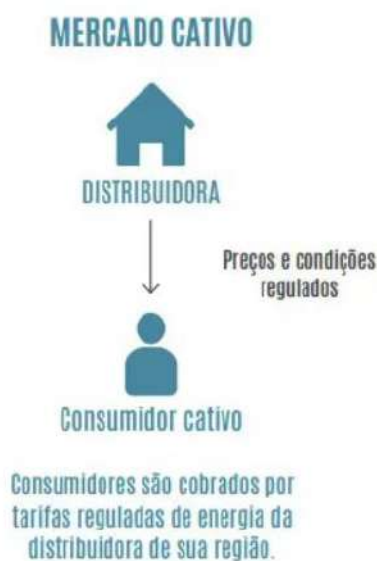 MERCADO CATIVO
DISTRIBUIDORA
Preços e condições
regulados
Consumidor cativo
Consumidores são cobrados por
tarifas reguladas de energia da
distribuidora de sua região.